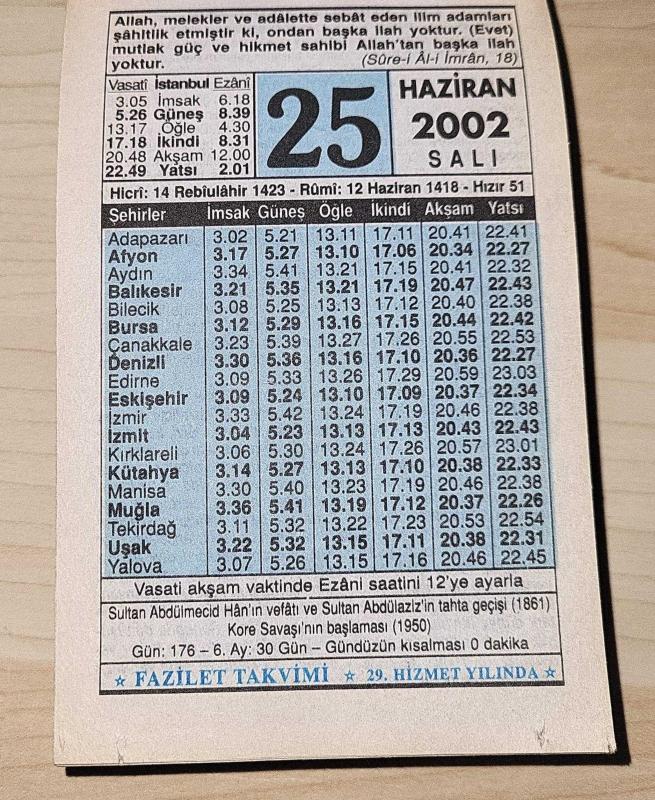 Allah, melekler ve adâlette sebât eden ilim adamları
şâhitlik etmiştir ki, ondan başka ilah yoktur. (Evet)
mutlak güç ve hikmet sahibi Allah'tan başka ilah
yoktur. (Sûre-i Âl-i İmrân, 18)
Vasatî İstanbul Ezânî
3.05 İmsak 6.18
5.26 Güneş 8.39
13.17 Öğle 4.30
17.18 İkindi 8.31
20.48 Akşam 12.00
22.49 Yatsı 2.01
25
HAZİRAN
2002
SALI
Hicrî: 14 Rebîulâhir 1423 - Rûmî: 12 Haziran 1418 - Hızır 51
Şehirler İmsak Güneş Öğle İkindi Akşam Yatsı
Adapazarı 3.02 5.21 13.11 17.11 20.41 22.41
Afyon 3.17 5.27 13.10 17.06 20.34 22.27
Aydın 3.34 5.41 13.21 17.15 20.41 22.32
Balıkesir 3.21 5.35 13.21 17.19 20.47 22.43
Bilecik 3.08 5.25 13.13 17.12 20.40 22.38
Bursa 3.12 5.29 13.16 17.15 20.44 22.42
Çanakkale 3.23 5.39 13.27 17.26 20.55 22.53
Denizli 3.30 5.36 13.16 17.10 20.36 22.27
Edirne 3.09 5.33 13.26 17.29 20.59 23.03
Eskişehir 3.09 5.24 13.10 17.09 20.37 22.34
İzmir 3.33 5.42 13.24 17.19 20.46 22.38
İzmit 3.04 5.23 13.13 17.13 20.43 22.43
Kırklareli 3.06 5.30 13.24 17.26 20.57 23.01
Kütahya 3.14 5.27 13.13 17.10 20.38 22.33
Manisa 3.30 5.40 13.23 17.19 20.46 22.38
Muğla 3.36 5.41 13.19 17.12 20.37 22.26
Tekirdağ 3.11 5.32 13.22 17.23 20.53 22.54
Uşak 3.22 5.32 13.15 17.11 20.38 22.31
Yalova 3.07 5.26 13.15 17.16 20.46 22.45
Vasati akşam vaktinde Ezâni saatini 12'ye ayarla
Sultan Abdülmecid Hân'ın vefâtı ve Sultan Abdülaziz'in tahta geçişi (1861)
Kore Savaşı'nın başlaması (1950)
Gün: 176 – 6. Ay: 30 Gün – Gündüzün kısalması 0 dakika
☆ FAZİLET TAKVİMİ ☆ 29. HİZMET YILINDA ☆